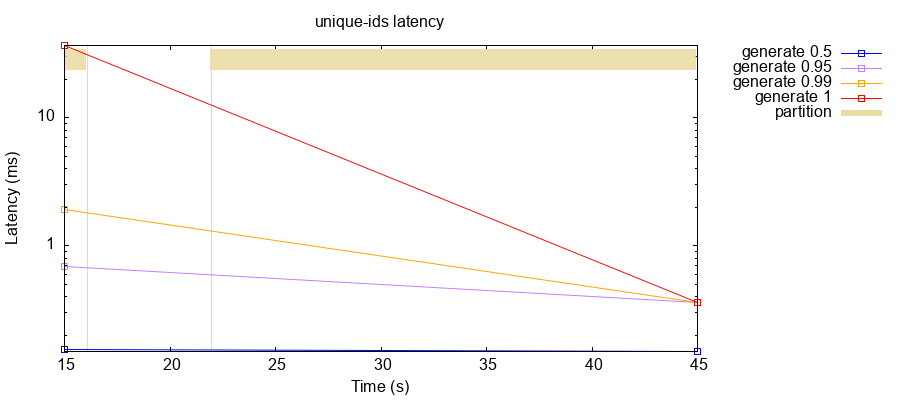 unique-ids latency
generate 0.5
generate 0.95
generate 0.99
generate 1
partition
10
1
Latency (ms)
15 20 25 30 35 40 45
Time (s)